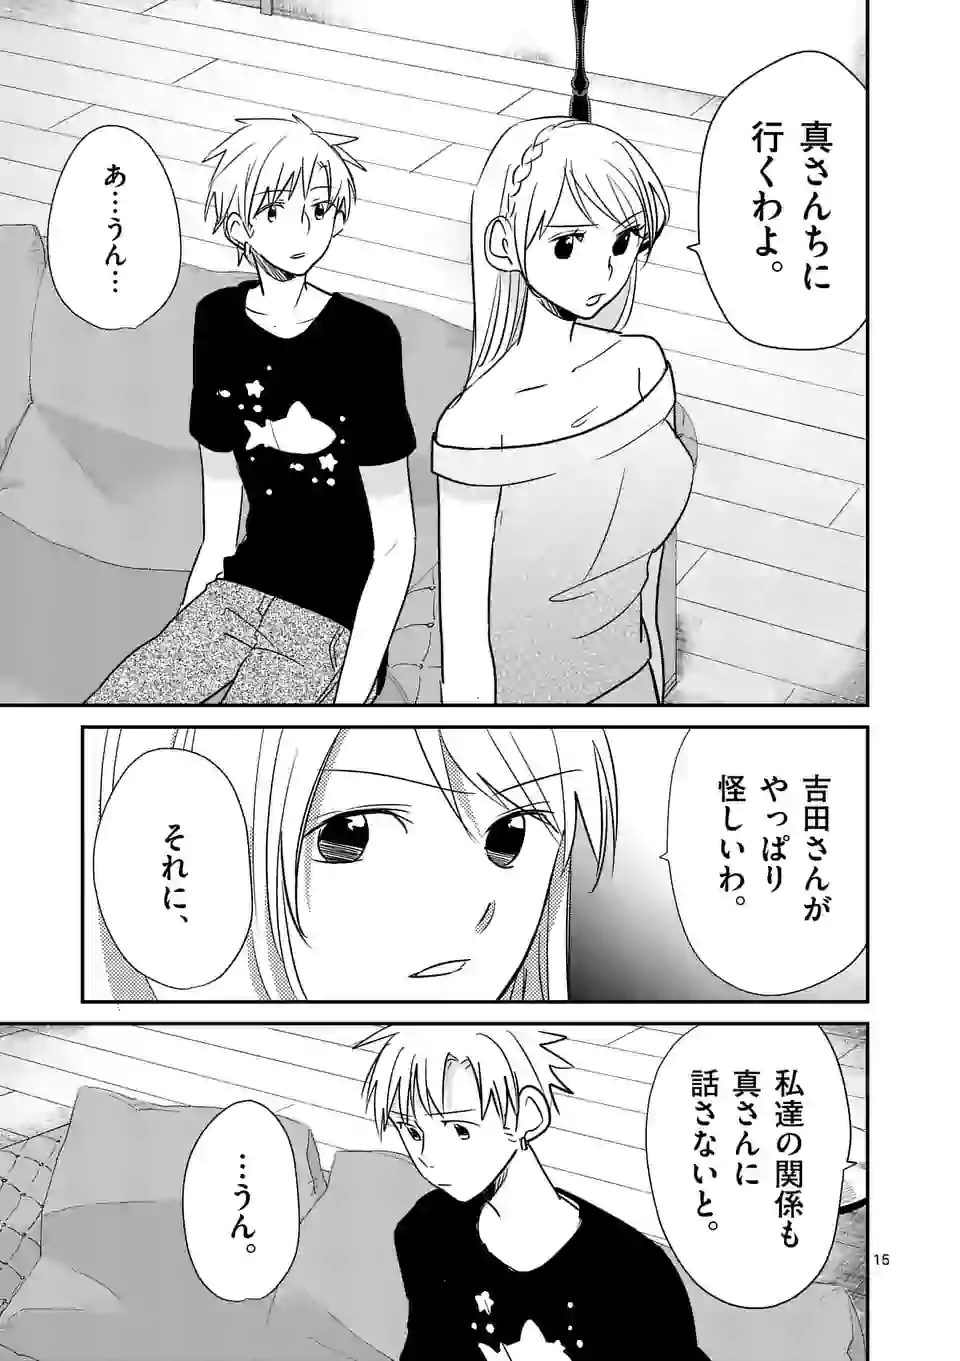 真さんちに
行くわよ。
あ…うん…
吉田さんが
やっぱり
怪しいわ。
それに、
私達の関係も
真さんに
話さないと。
…うん。
15